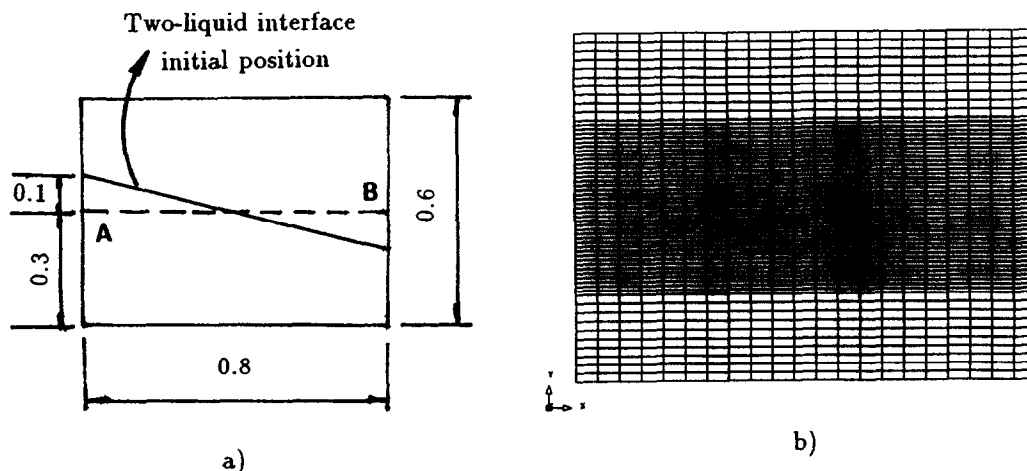 Two-liquid interface
initial position
0.1
0.3
A
B
0.6
0.8
a)
Y
X
b)